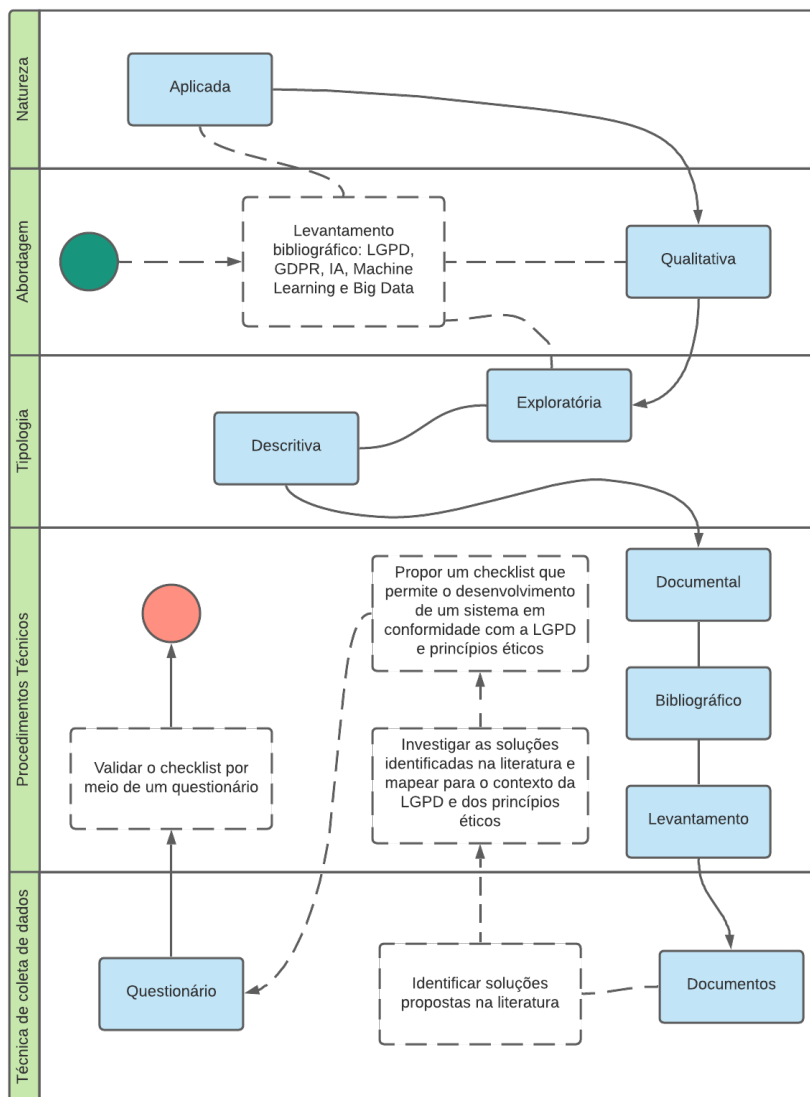 Natureza
Aplicada
Abordagem
Levantamento
bibliográfico: LGPD,
GDPR, IA, Machine
Learning e Big Data
Qualitativa
Tipologia
Exploratória
Descritiva
Procedimentos Técnicos
Propor um checklist que
permite o desenvolvimento
de um sistema em
conformidade com a LGPD
e princípios éticos
Documental
Bibliográfico
Validar o checklist por
meio de um questionário
Investigar as soluções
identificadas na literatura e
mapear para o contexto da
LGPD e dos princípios
éticos
Levantamento
Técnica de coleta de dados
Questionário
Identificar soluções
propostas na literatura
Documentos